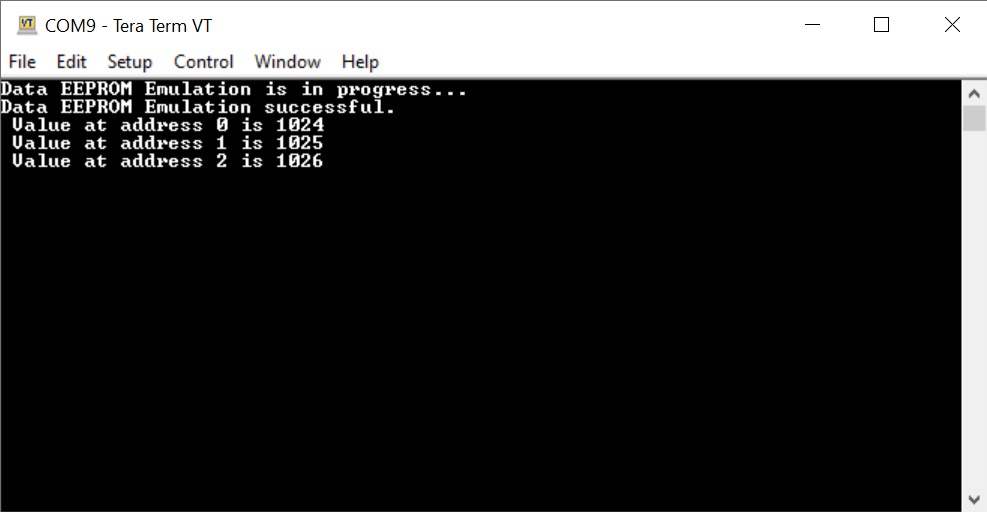 COM9 - Tera Term VT
File Edit Setup Control Window Help
Data EEPROM Emulation is in progress...
Data EEPROM Emulation successful.
Value at address 0 is 1024
Value at address 1 is 1025
Value at address 2 is 1026